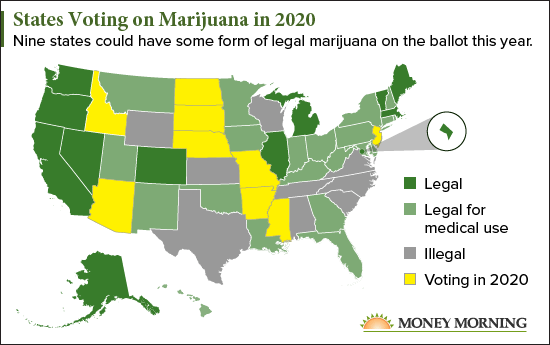 States Voting on Marijuana in 2020
Nine states could have some form of legal marijuana on the ballot this year.
Legal
Legal for
medical use
Illegal
Voting in 2020
MONEY MORNING